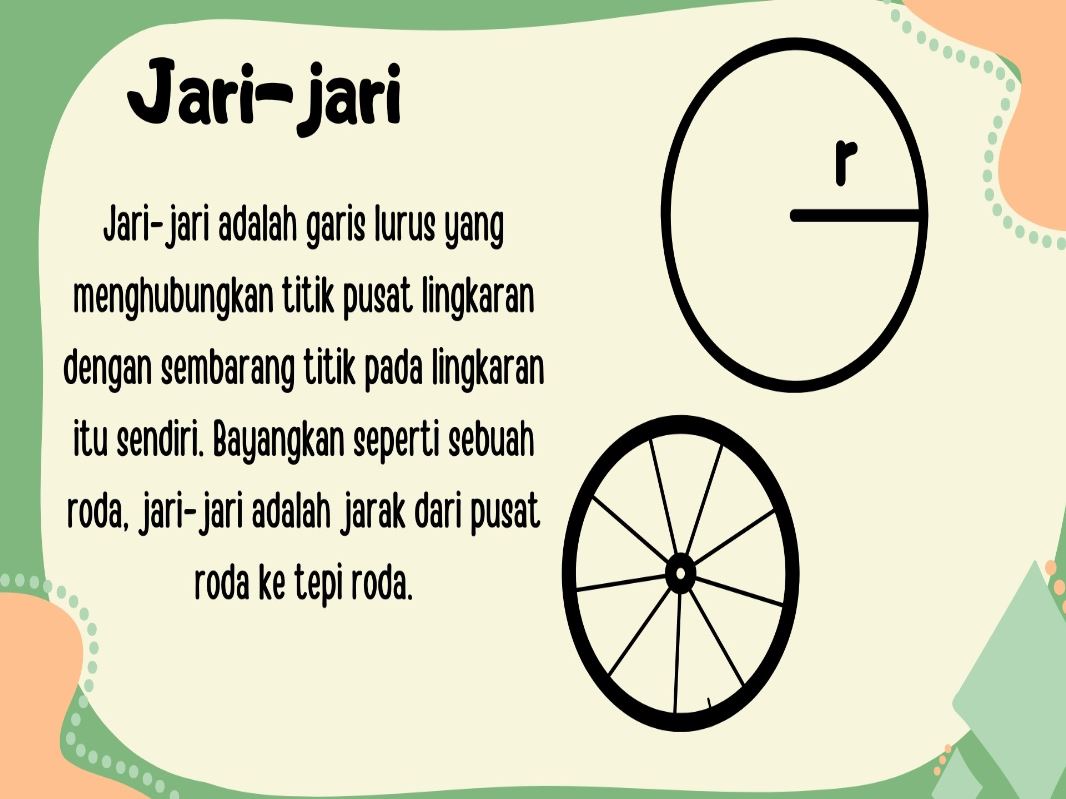 Jari-jari
Jari-jari adalah garis lurus yang
menghubungkan titik pusat lingkaran
dengan sembarang titik pada lingkaran
itu sendiri. Bayangkan seperti sebuah
roda, jari-jari adalah jarak dari pusat
roda ke tepi roda.
r